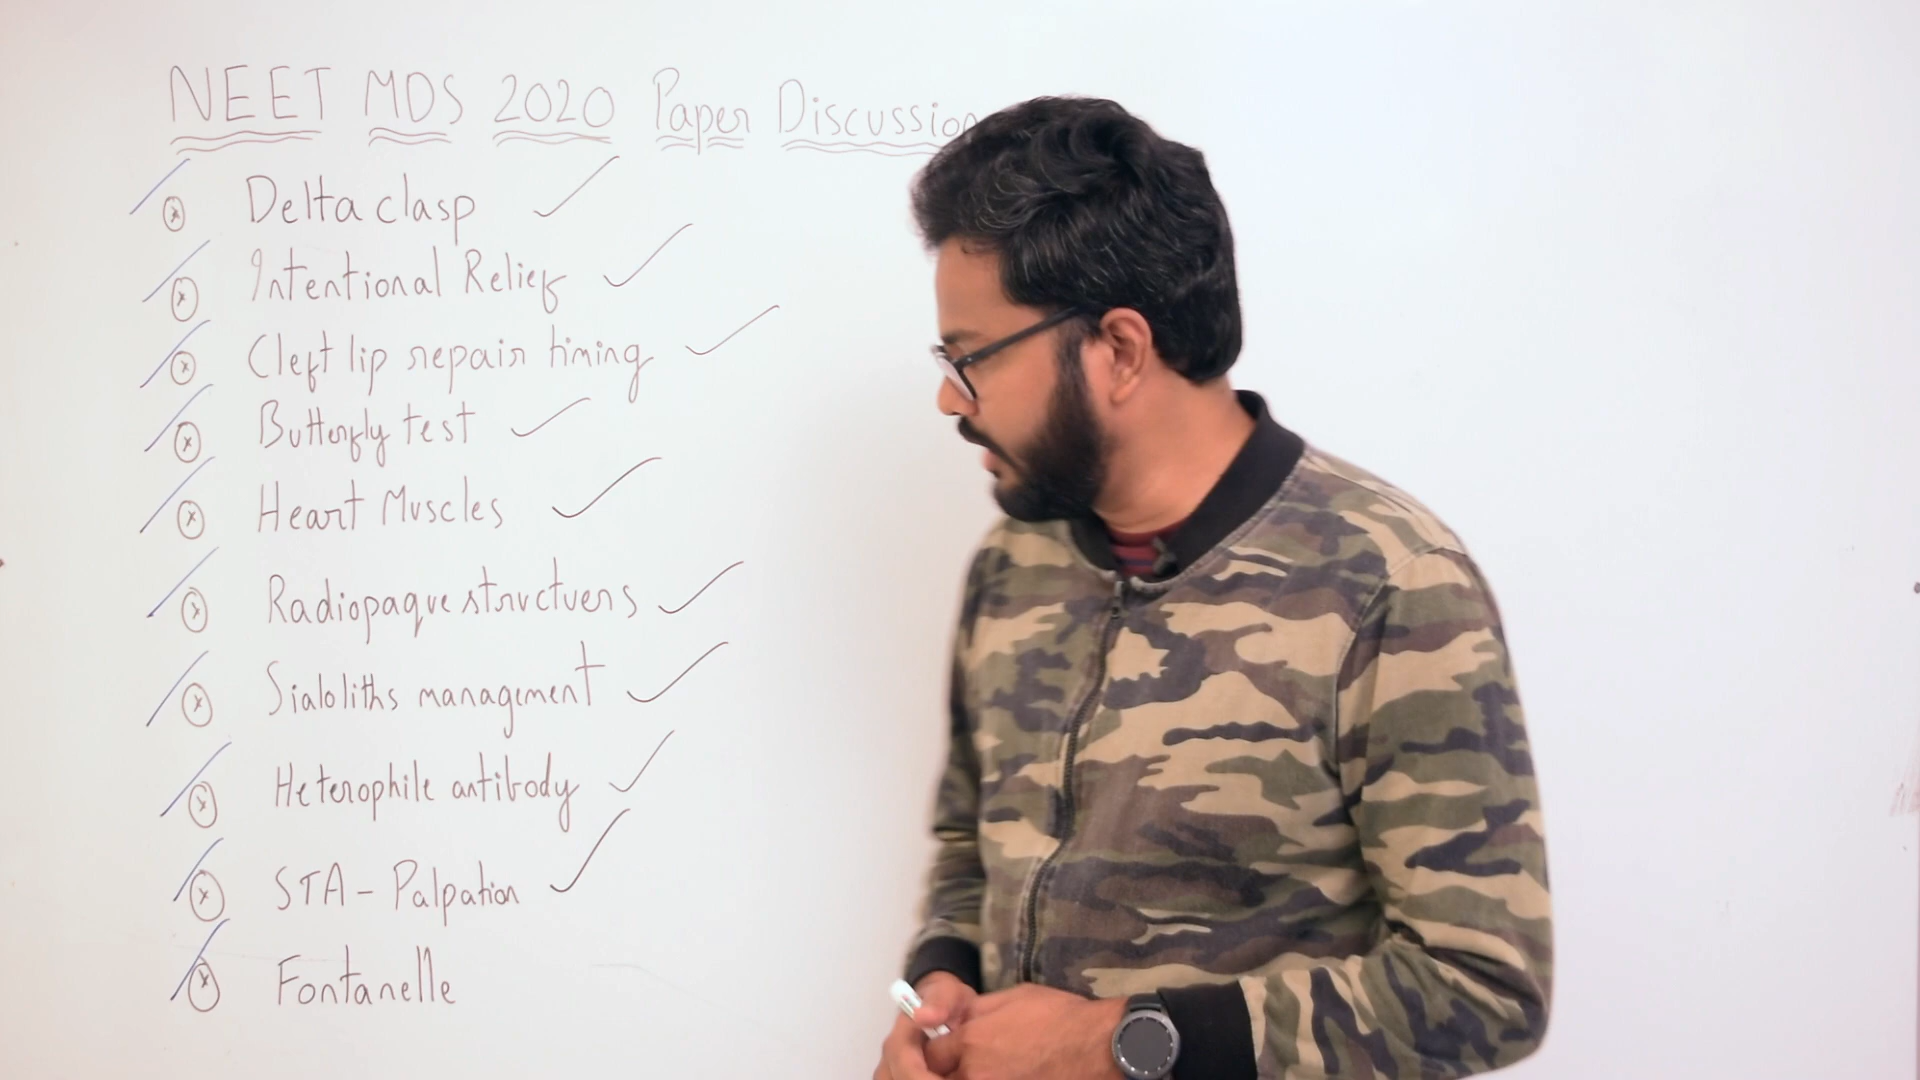 NEET MDS 2020 Paper Discussion
Delta clasp
Intentional Relief
Cleft lip repair timing
Butterfly test
Heart Muscles
Radiopaque structuers
Sialoliths management
Heterophile antibody
STA - Palpation
Fontanelle